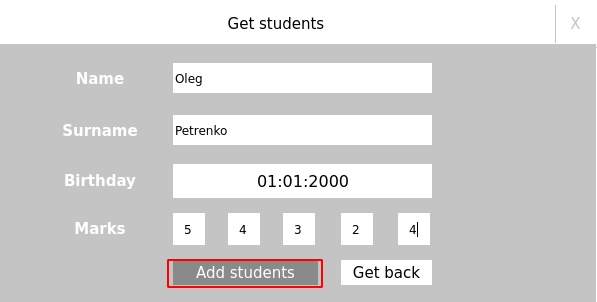 Get students X
Name Oleg
Surname Petrenko
Birthday 01:01:2000
Marks 5 4 3 2 4
Add students Get back